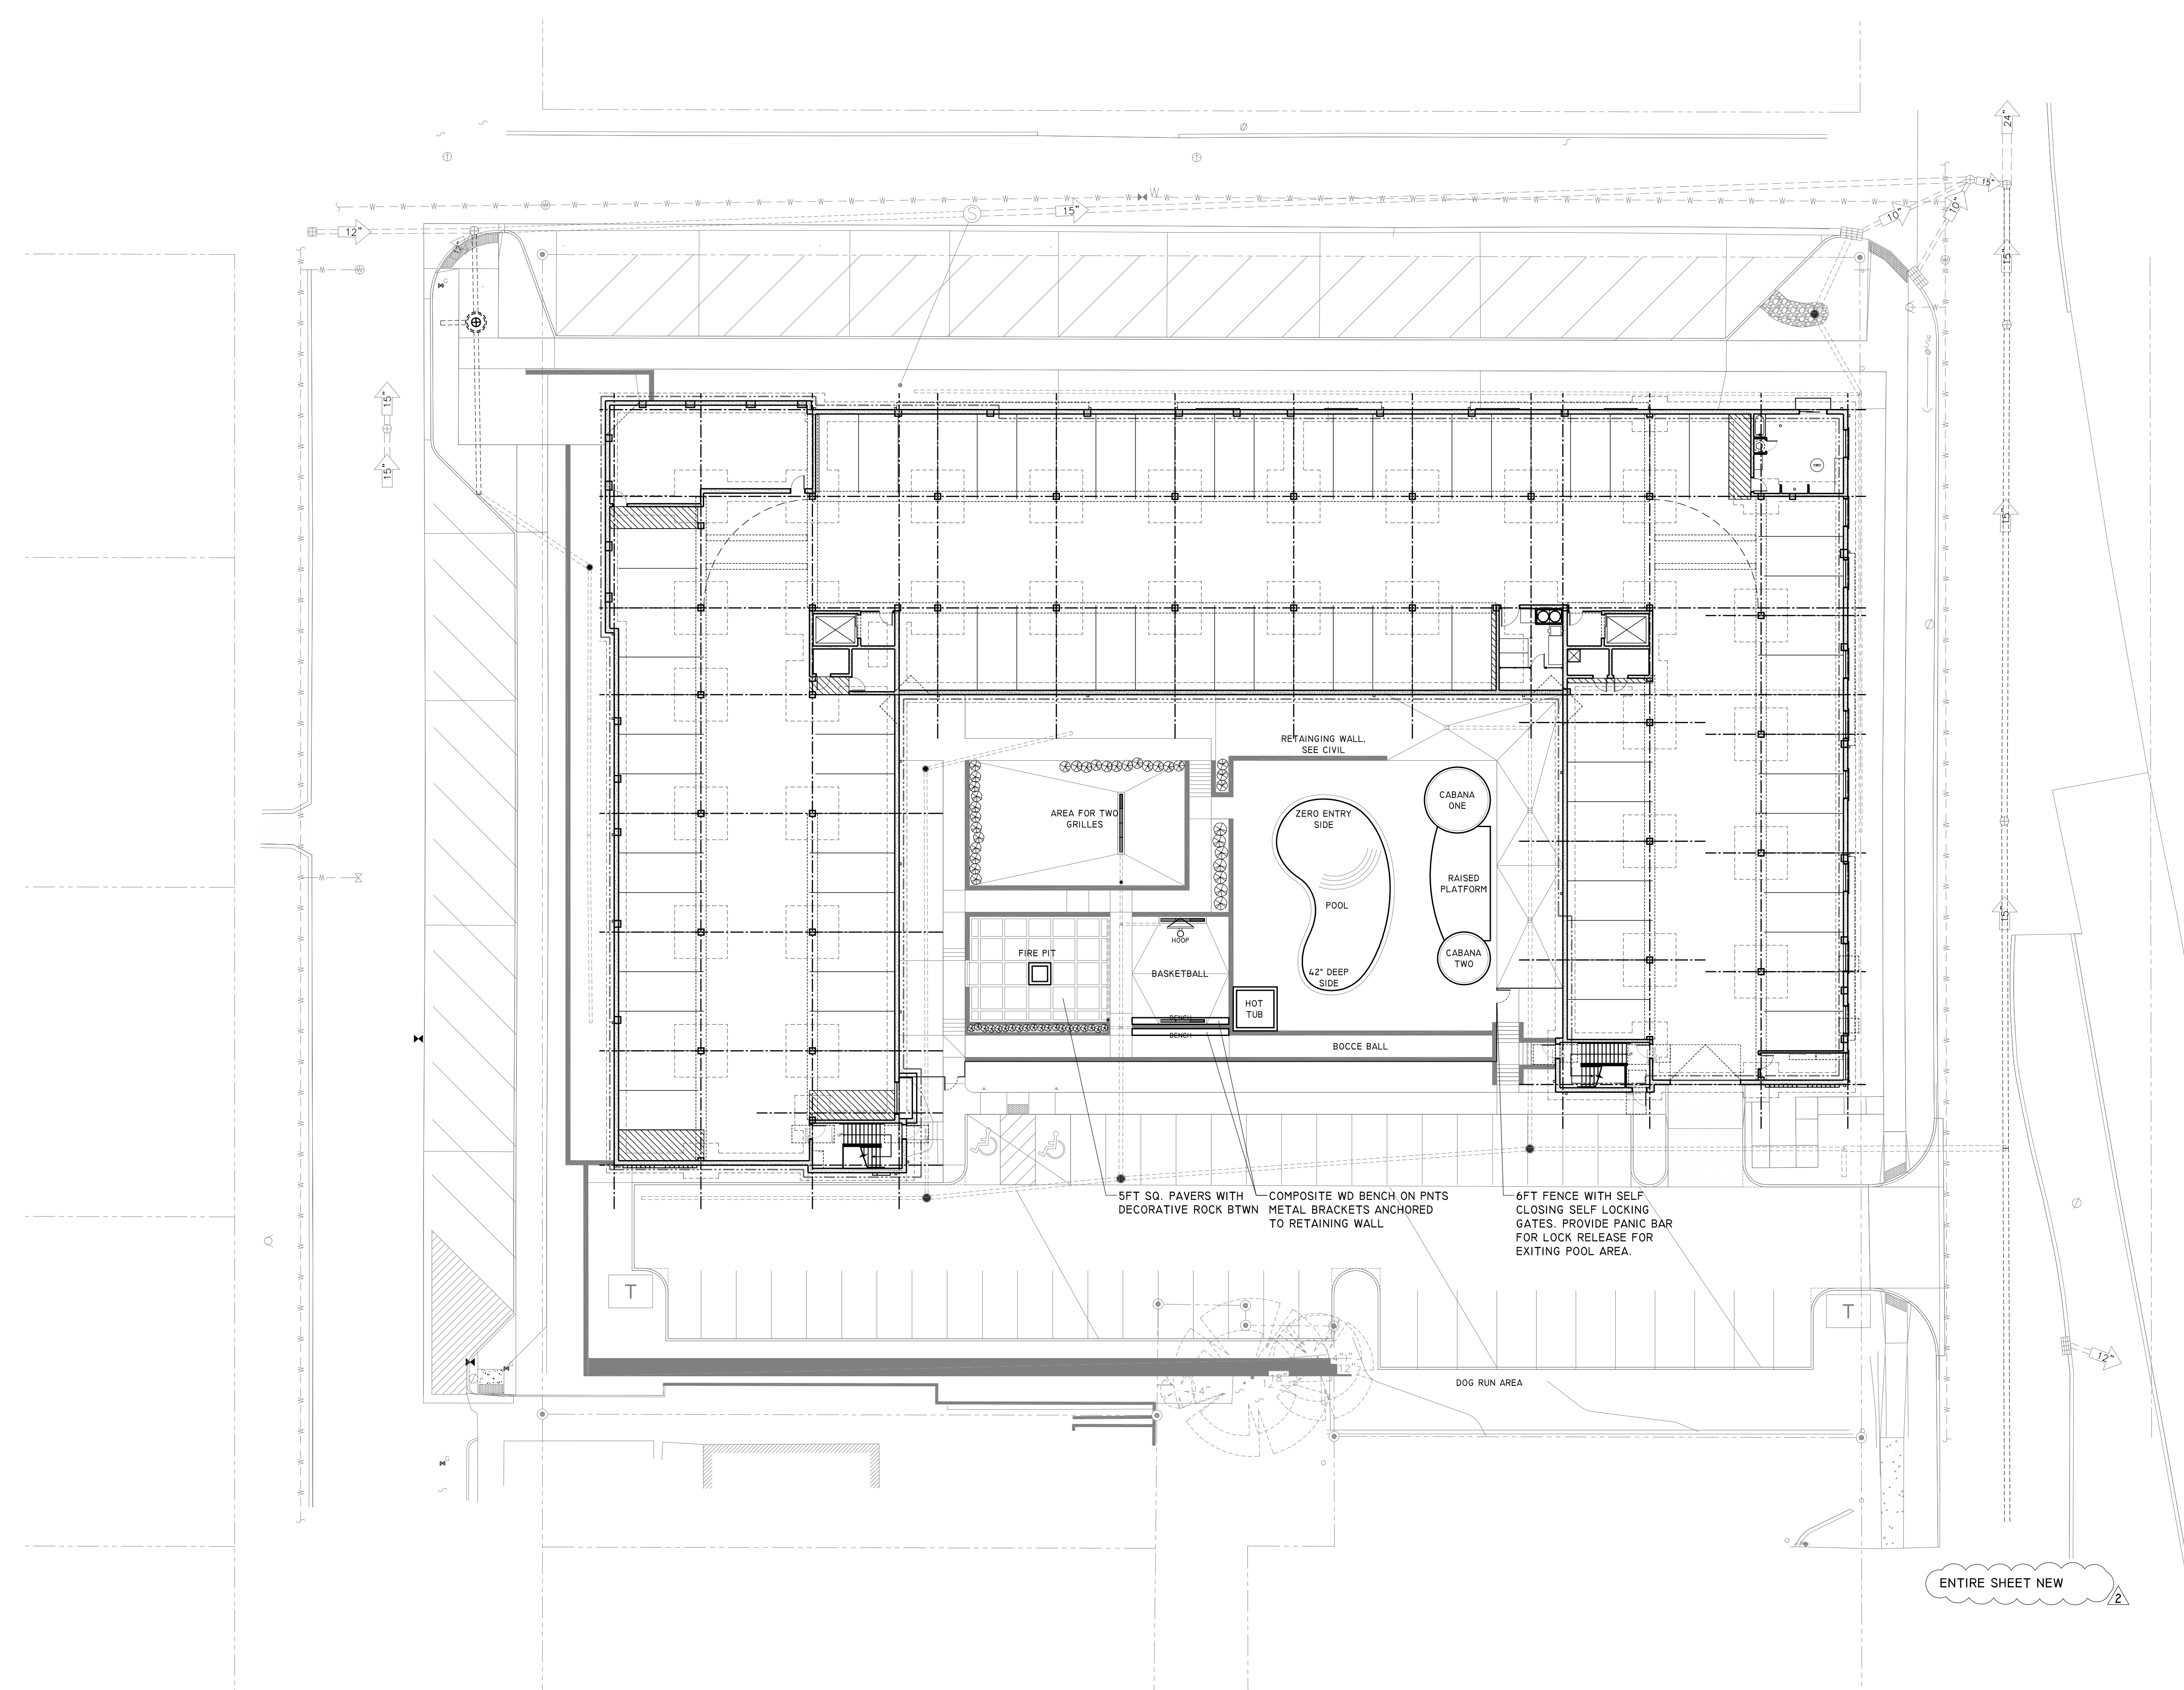 24"
W
15"
15"
12"
10"
10"
S
15"
15"
15"
15"
15"
RETAINGING WALL,
SEE CIVIL
AREA FOR TWO
GRILLES
ZERO ENTRY
SIDE
CABANA
ONE
RAISED
PLATFORM
POOL
CABANA
TWO
42" DEEP
SIDE
HOOP
BASKETBALL
FIRE PIT
HOT
TUB
BENCH
BENCH
BOCCE BALL
5FT SQ. PAVERS WITH
DECORATIVE ROCK BTWN
COMPOSITE WD BENCH ON PNTS
METAL BRACKETS ANCHORED
TO RETAINING WALL
6FT FENCE WITH SELF
CLOSING SELF LOCKING
GATES. PROVIDE PANIC BAR
FOR LOCK RELEASE FOR
EXITING POOL AREA.
T
T
12"
18"
DOG RUN AREA
12"
ENTIRE SHEET NEW
2